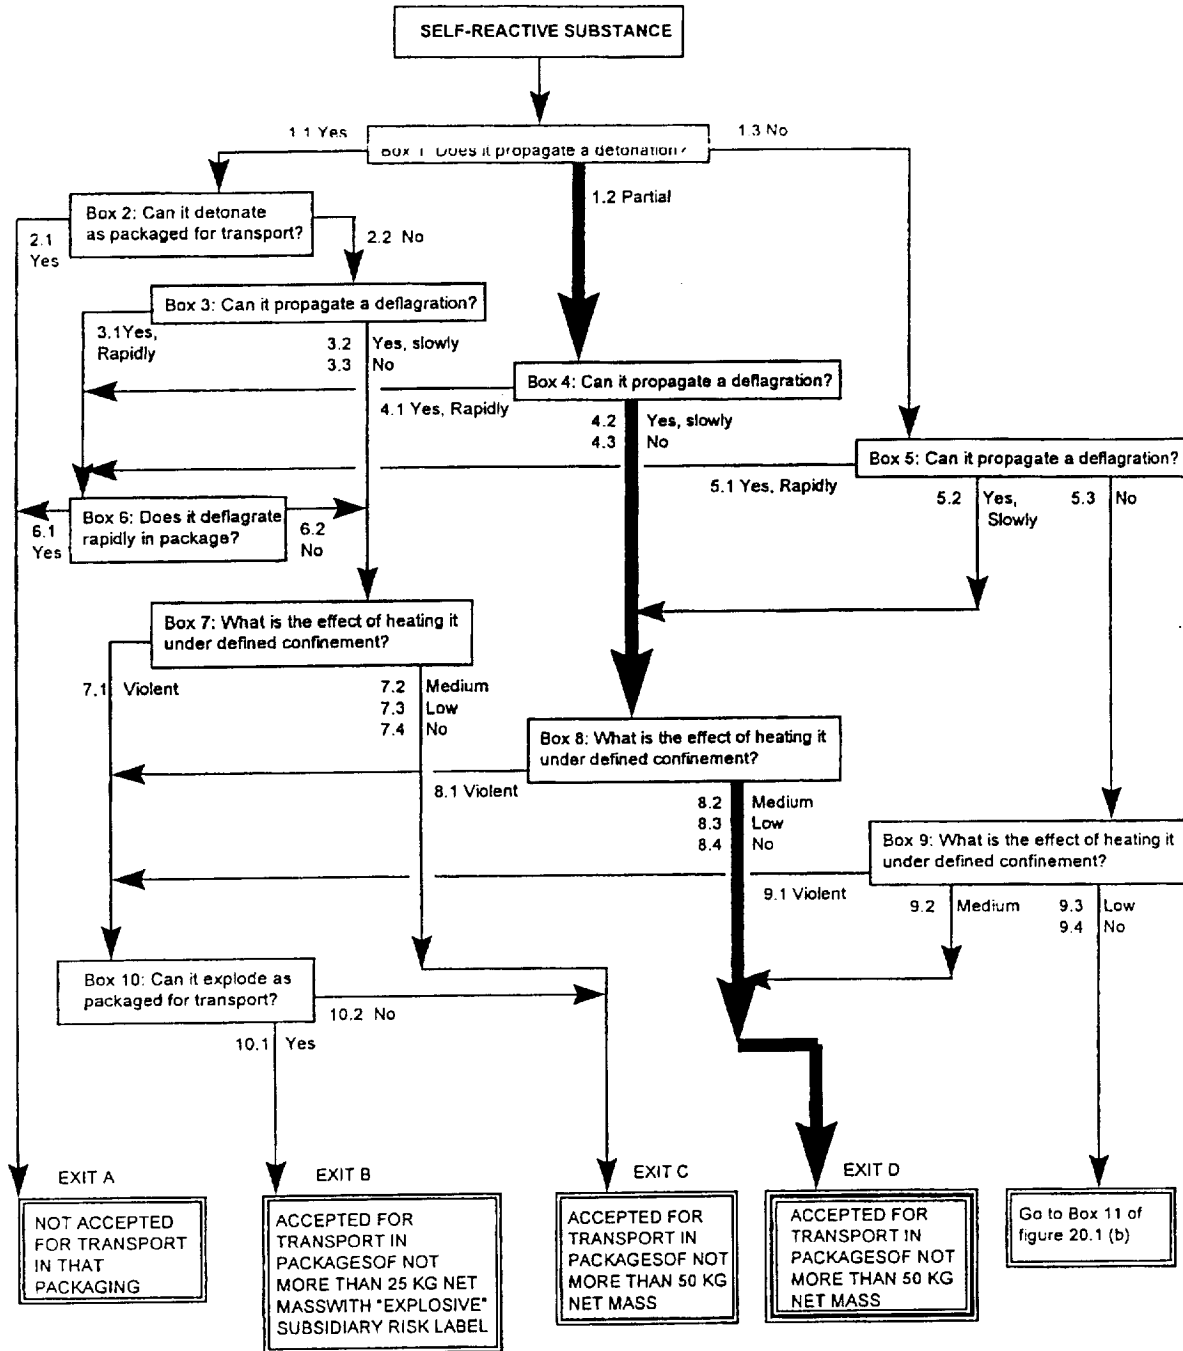 SELF-REACTIVE SUBSTANCE
1.1 Yes
Box 1 Does it propagate a detonation?
1.3 No
1.2 Partial
Box 2: Can it detonate
as packaged for transport?
2.1
Yes
2.2 No
Box 3: Can it propagate a deflagration?
3.1Yes,
Rapidly
3.2 Yes, slowly
3.3 No
Box 4: Can it propagate a deflagration?
4.1 Yes, Rapidly
4.2 Yes, slowly
4.3 No
Box 5: Can it propagate a deflagration?
5.1 Yes, Rapidly
5.2 Yes,
Slowly
5.3 No
Box 6: Does it deflagrate
rapidly in package?
6.1
Yes
6.2
No
Box 7: What is the effect of heating it
under defined confinement?
7.1 Violent
7.2 Medium
7.3 Low
7.4 No
Box 8: What is the effect of heating it
under defined confinement?
8.1 Violent
8.2 Medium
8.3 Low
8.4 No
Box 9: What is the effect of heating it
under defined confinement?
9.1 Violent
9.2 Medium
9.3 Low
9.4 No
Box 10: Can it explode as
packaged for transport?
10.2 No
10.1 Yes
EXIT A
NOT ACCEPTED
FOR TRANSPORT
IN THAT
PACKAGING
EXIT B
ACCEPTED FOR
TRANSPORT IN
PACKAGESOF NOT
MORE THAN 25 KG NET
MASSWITH "EXPLOSIVE"
SUBSIDIARY RISK LABEL
EXIT C
ACCEPTED FOR
TRANSPORT IN
PACKAGESOF NOT
MORE THAN 50 KG
NET MASS
EXIT D
ACCEPTED FOR
TRANSPORT IN
PACKAGESOF NOT
MORE THAN 50 KG
NET MASS
Go to Box 11 of
figure 20.1 (b)